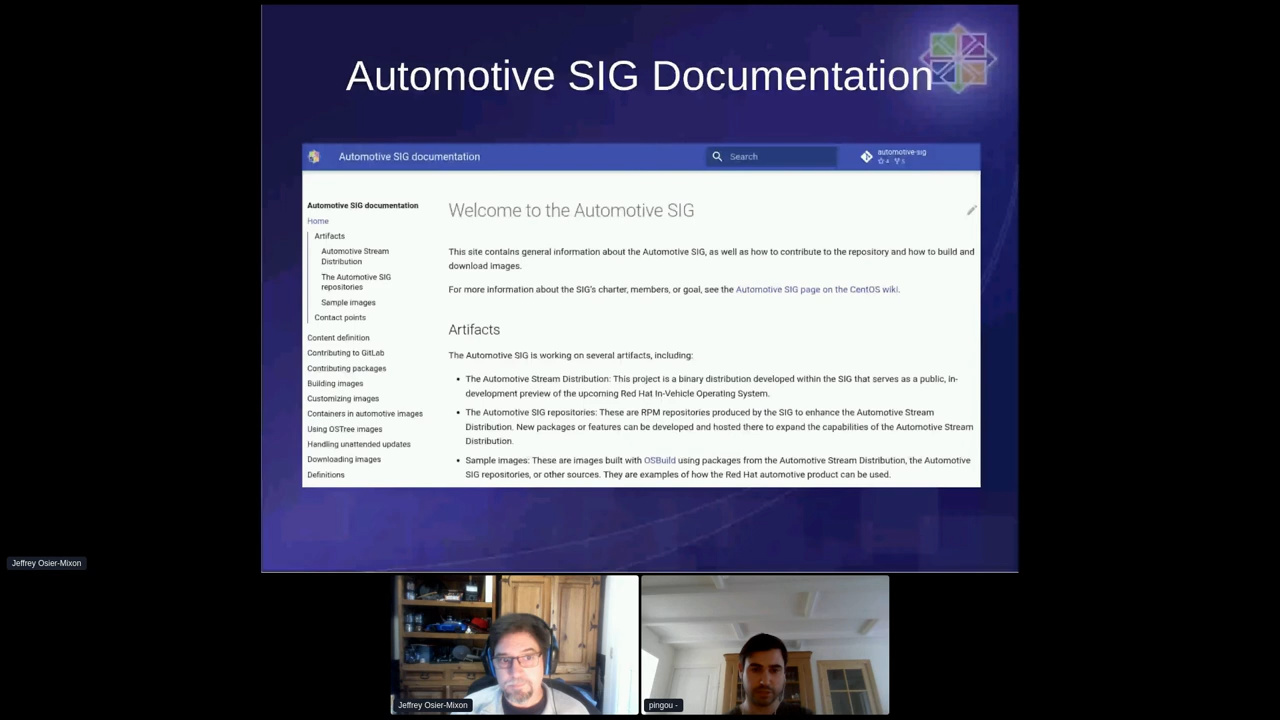 Automotive SIG Documentation
Automotive SIG documentation
Search
automotive-sig
4 5
Automotive SIG documentation
Home
Artifacts
Automotive Stream
Distribution
The Automotive SIG
repositories
Sample images
Contact points
Content definition
Contributing to GitLab
Contributing packages
Building images
Customizing images
Containers in automotive images
Using OSTree images
Handling unattended updates
Downloading images
Definitions
Welcome to the Automotive SIG
This site contains general information about the Automotive SIG, as well as how to contribute to the repository and how to build and
download images.
For more information about the SIG's charter, members, or goal, see the Automotive SIG page on the CentOS wiki.
Artifacts
The Automotive SIG is working on several artifacts, including:
• The Automotive Stream Distribution: This project is a binary distribution developed within the SIG that serves as a public, in-
development preview of the upcoming Red Hat In-Vehicle Operating System.
• The Automotive SIG repositories: These are RPM repositories produced by the SIG to enhance the Automotive Stream
Distribution. New packages or features can be developed and hosted there to expand the capabilities of the Automotive Stream
Distribution.
• Sample images: These are images built with OSBuild using packages from the Automotive Stream Distribution, the Automotive
SIG repositories, or other sources. They are examples of how the Red Hat automotive product can be used.
Jeffrey Osier-Mixon
Jeffrey Osier-Mixon
pingou -